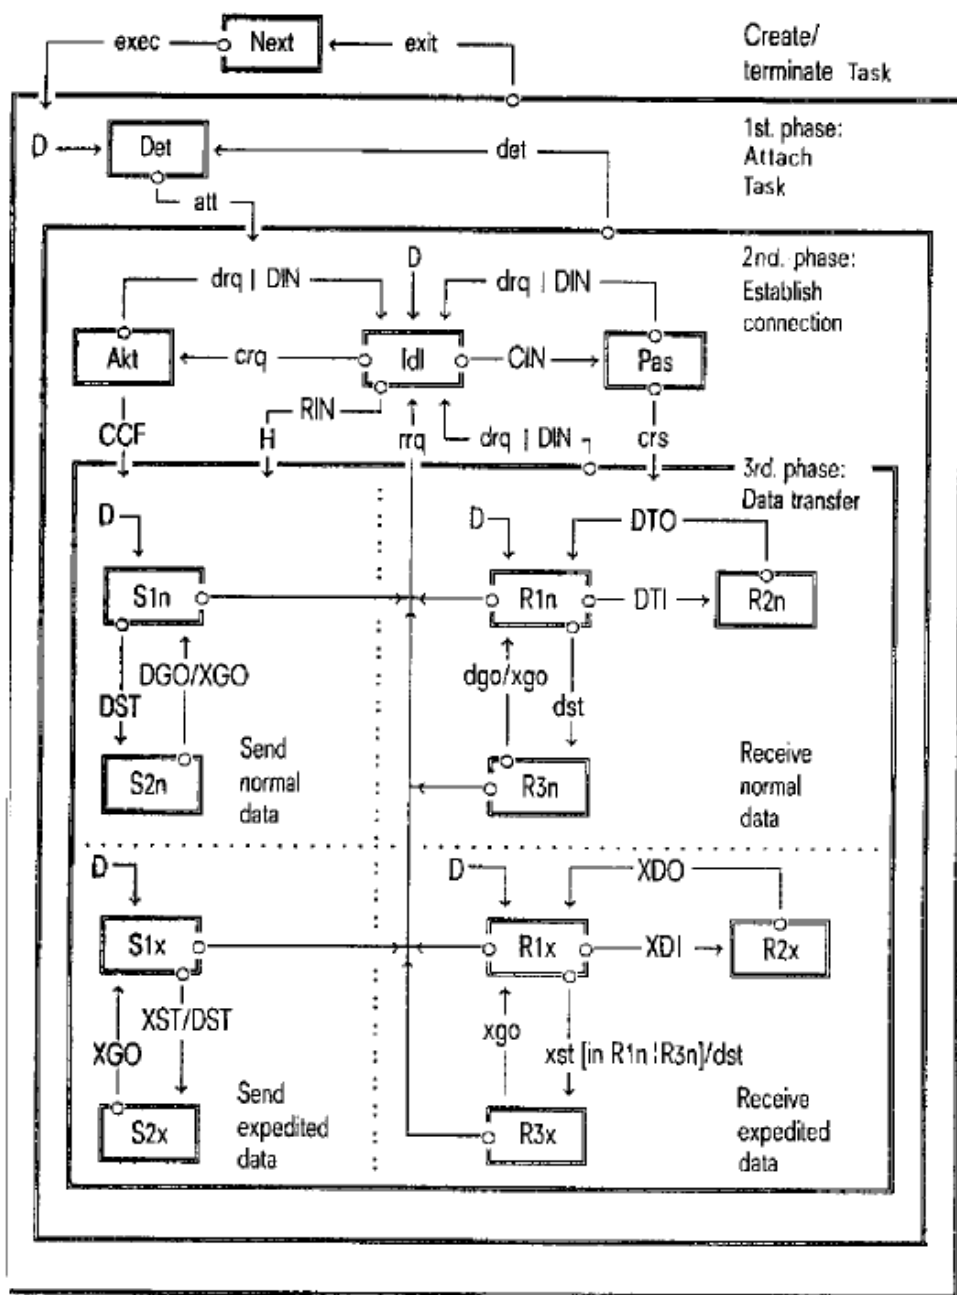 exec
Next
exit
Create/
terminate Task
D
Det
det
1st. phase:
Attach
Task
att
drq | DIN
D
drq | DIN
2nd. phase:
Establish
connection
Akt
crq
Idl
CIN
Pas
CCF
RIN
H
rrq
drq | DIN
crs
3rd. phase:
Data transfer
D
D
DTO
S1n
R1n
DTI
R2n
DGO/XGO
DST
dgo/xgo
dst
S2n
Send
normal
data
R3n
Receive
normal
data
D
D
XDO
S1x
R1x
XDI
R2x
XST/DST
XGO
xgo
xst [in R1n | R3n]/dst
S2x
Send
expedited
data
R3x
Receive
expedited
data